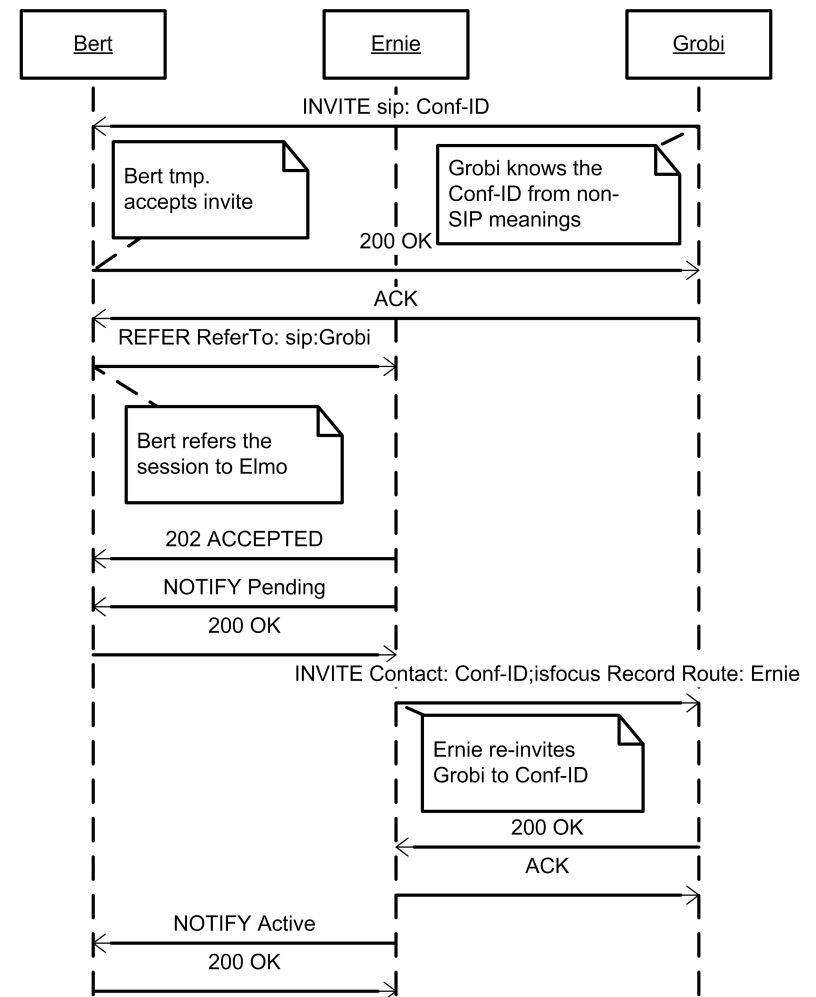 Bert
Ernie
Grobi
INVITE sip: Conf-ID
Bert tmp.
accepts invite
Grobi knows the
Conf-ID from non-
SIP meanings
200 OK
ACK
REFER ReferTo: sip:Grobi
Bert refers the
session to Elmo
202 ACCEPTED
NOTIFY Pending
200 OK
INVITE Contact: Conf-ID;isfocus Record Route: Ernie
Ernie re-invites
Grobi to Conf-ID
200 OK
ACK
NOTIFY Active
200 OK